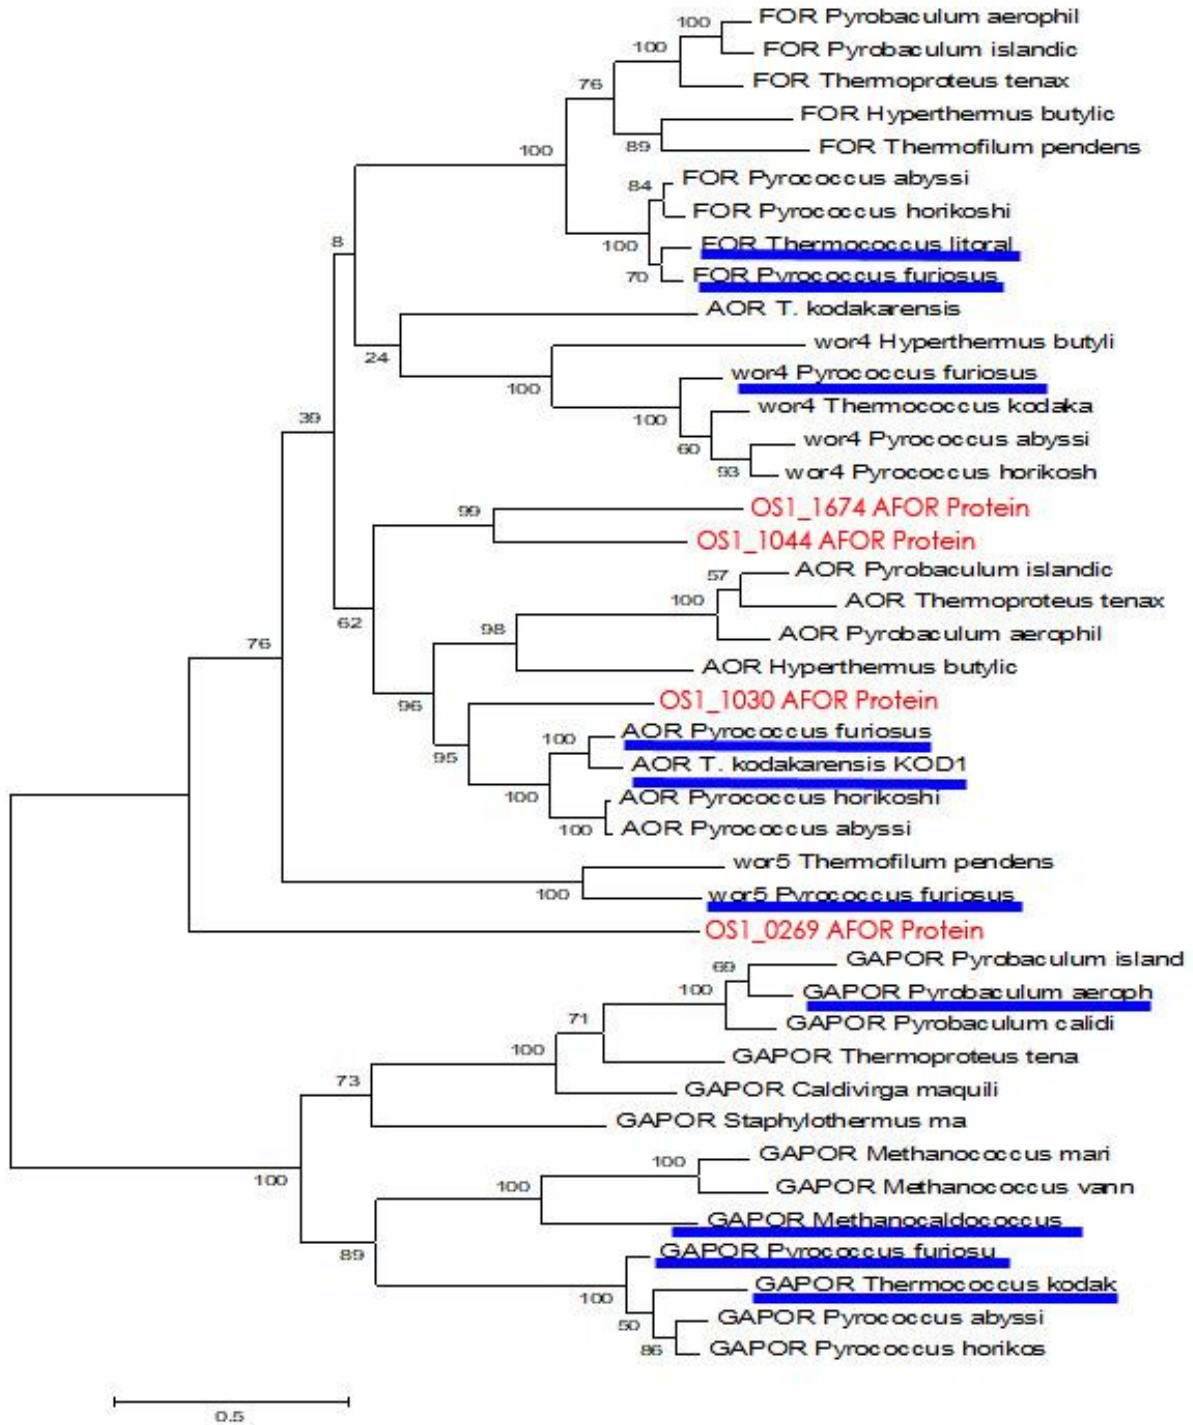 100 FOR Pyrobaculum aerophil
100 FOR Pyrobaculum islandic
FOR Thermoproteus tenax
76
FOR Hyperthermus butylic
89 FOR Thermofilum pendens
100
84 FOR Pyrococcus abyssi
FOR Pyrococcus horikoshi
100 FOR Thermococcus litoral
8
70 FOR Pyrococcus furiosus
AOR T. kodakarensis
wor4 Hyperthermus butyli
24
wor4 Pyrococcus furiosus
100
wor4 Thermococcus kodaka
39
100
wor4 Pyrococcus abyssi
60
93 wor4 Pyrococcus horikosh
99 OS1_1674 AFOR Protein
OS1_1044 AFOR Protein
57 AOR Pyrobaculum islandic
100 AOR Thermoproteus tenax
62
98 AOR Pyrobaculum aerophil
76
AOR Hyperthermus butylic
96 OS1_1030 AFOR Protein
100 AOR Pyrococcus furiosus
95 AOR T. kodakarensis KOD1
100 AOR Pyrococcus horikoshi
100 AOR Pyrococcus abyssi
wor5 Thermofilum pendens
100 wor5 Pyrococcus furiosus
OS1_0269 AFOR Protein
GAPOR Pyrobaculum island
69
100 GAPOR Pyrobaculum aeroph
71 GAPOR Pyrobaculum calidi
100 GAPOR Thermoproteus tena
73 GAPOR Caldivirga maquili
GAPOR Staphylothermus ma
100 GAPOR Methanococcus mari
100
100 GAPOR Methanococcus vann
GAPOR Methanocaldococcus
89 GAPOR Pyrococcus furiosu
100 GAPOR Thermococcus kodak
50 GAPOR Pyrococcus abyssi
86 GAPOR Pyrococcus horikos
0.5